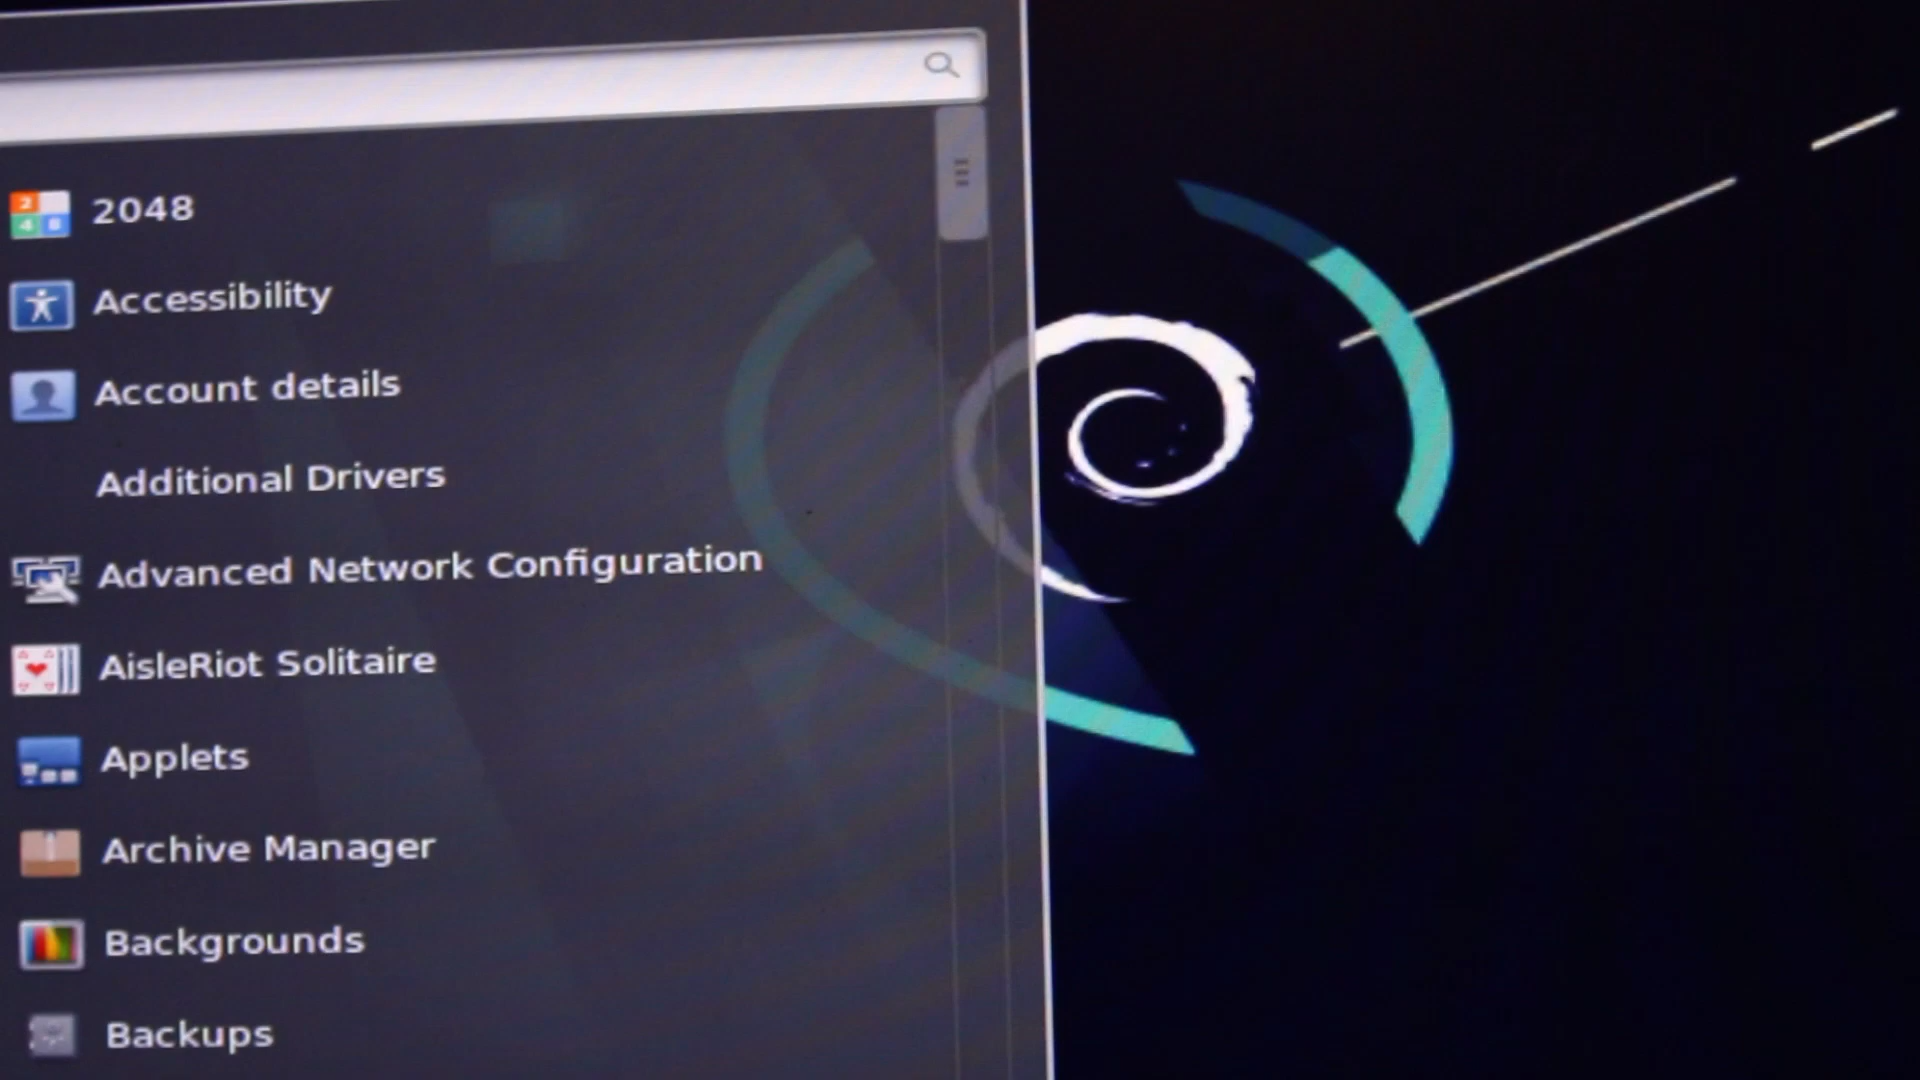 2048
Accessibility
Account details
Additional Drivers
Advanced Network Configuration
AisleRiot Solitaire
Applets
Archive Manager
Backgrounds
Backups